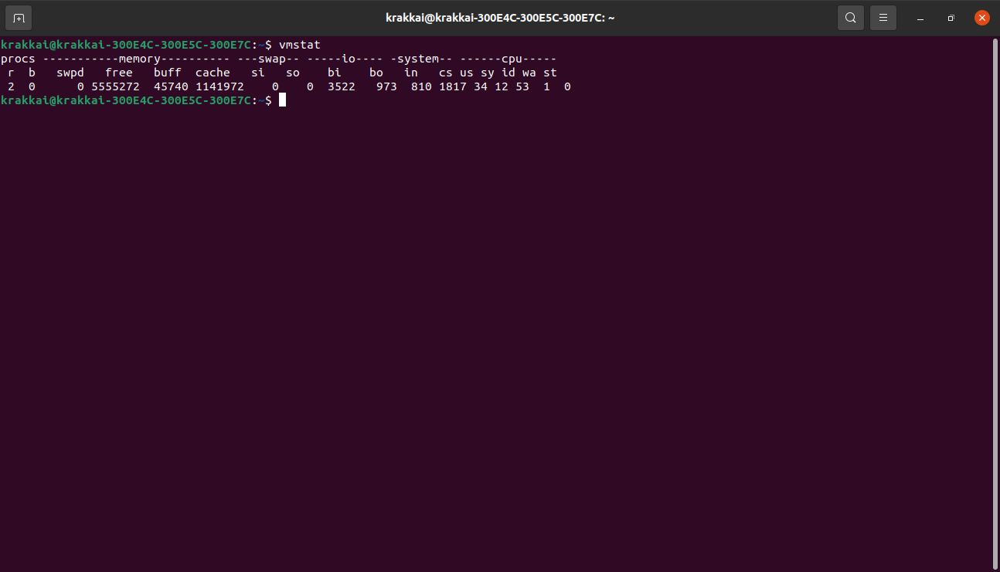 krakkai@krakkai-300E4C-300E5C-300E7C: ~
krakkai@krakkai-300E4C-300E5C-300E7C:~$ vmstat
procs -----------memory---------- ---swap-- -----io---- -system-- ------cpu-----
 r  b   swpd   free   buff  cache   si   so    bi    bo   in   cs us sy id wa st
 2  0      0 5555272  45740 1141972    0    0  3522   973  810 1817 34 12 53  1  0
krakkai@krakkai-300E4C-300E5C-300E7C:~$